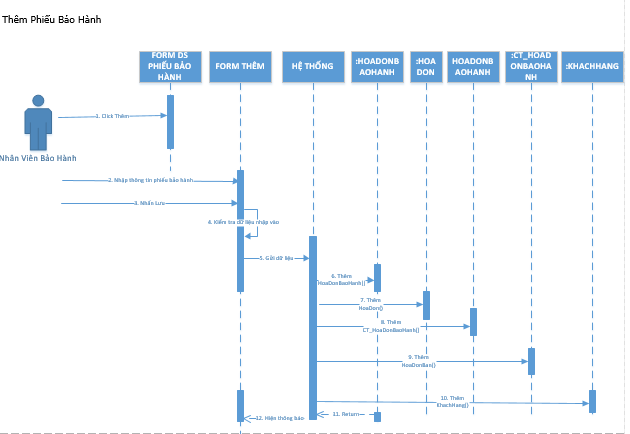 Thêm Phiếu Bảo Hành
FORM DS
PHIẾU BẢO
HÀNH
FORM THÊM
HỆ THỐNG
:HOADONB
AOHANH
:HOA
DON
HOADONB
AOHANH
:CT_HOAD
ONBAOHA
NH
:KHACHHANG
1. Click Thêm
Nhân Viên Bảo Hành
2. Nhập thông tin phiếu bảo hành
3. Nhấn Lưu
4. Kiểm tra dữ liệu nhập vào
5. Gửi dữ liệu
6. Thêm
HoaDonBaoHanh()
7. Thêm
HoaDon()
8. Thêm
CT_HoaDonBaoHanh()
9. Thêm
HoaDonBan()
10. Thêm
KhachHang()
11. Return
12. Hiện thông báo